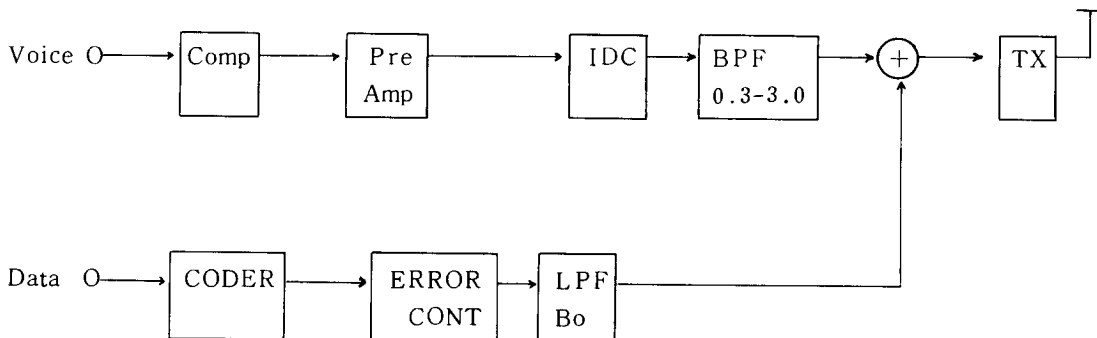 Voice
Comp
Pre
Amp
IDC
BPF
0.3-3.0
+
TX
Data
CODER
ERROR
CONT
LPF
Bo